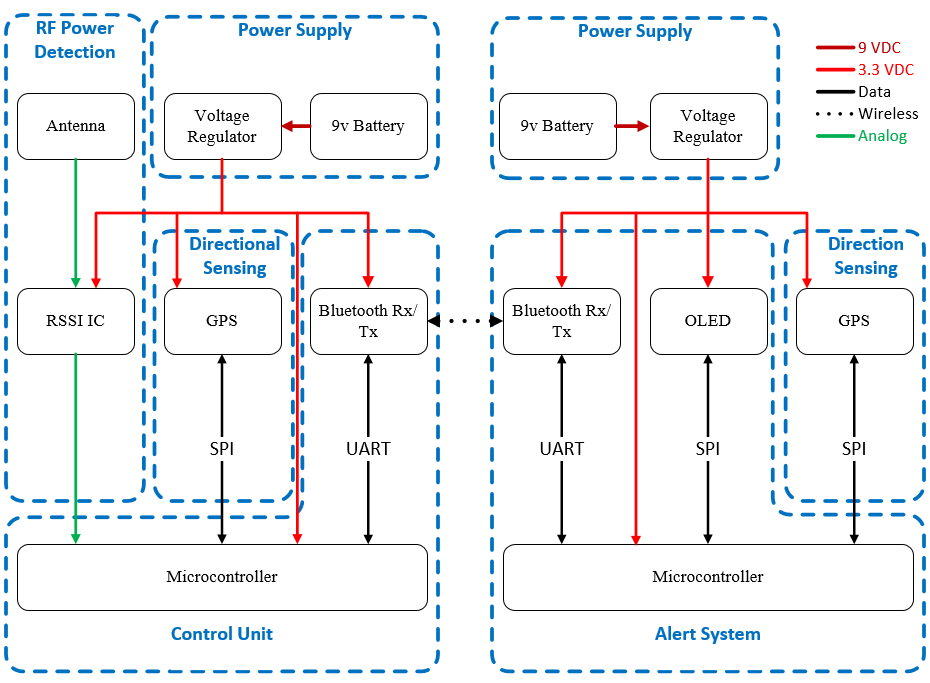 RF Power
Detection
Power Supply
Power Supply
9 VDC
3.3 VDC
Data
Wireless
Analog
Antenna
Voltage
Regulator
9v Battery
9v Battery
Voltage
Regulator
Directional
Sensing
Direction
Sensing
RSSI IC
GPS
Bluetooth Rx/
Tx
Bluetooth Rx/
Tx
OLED
GPS
SPI
UART
UART
SPI
SPI
Microcontroller
Microcontroller
Control Unit
Alert System